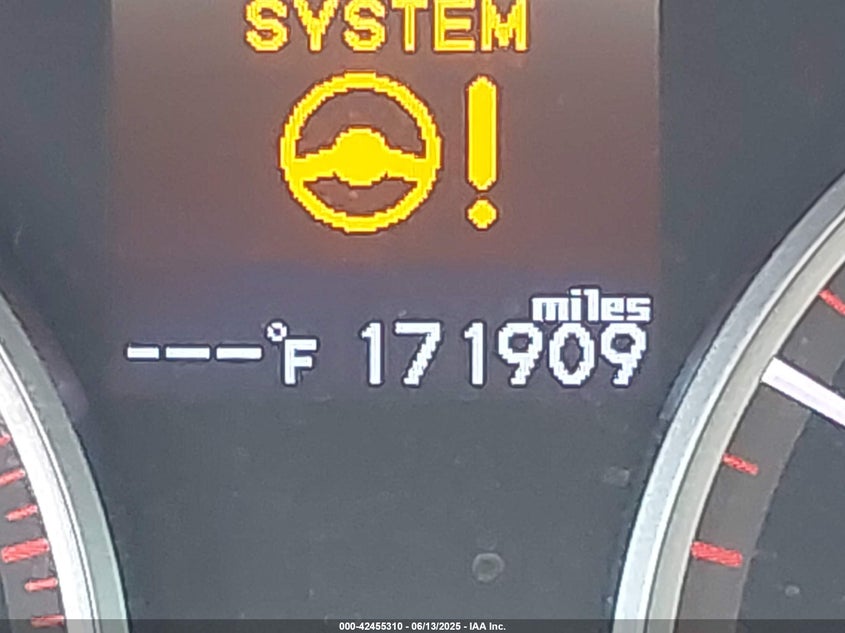 SYSTEM
!
miles
---°F 171909
000-42455310 - 06/13/2025 - IAA Inc.